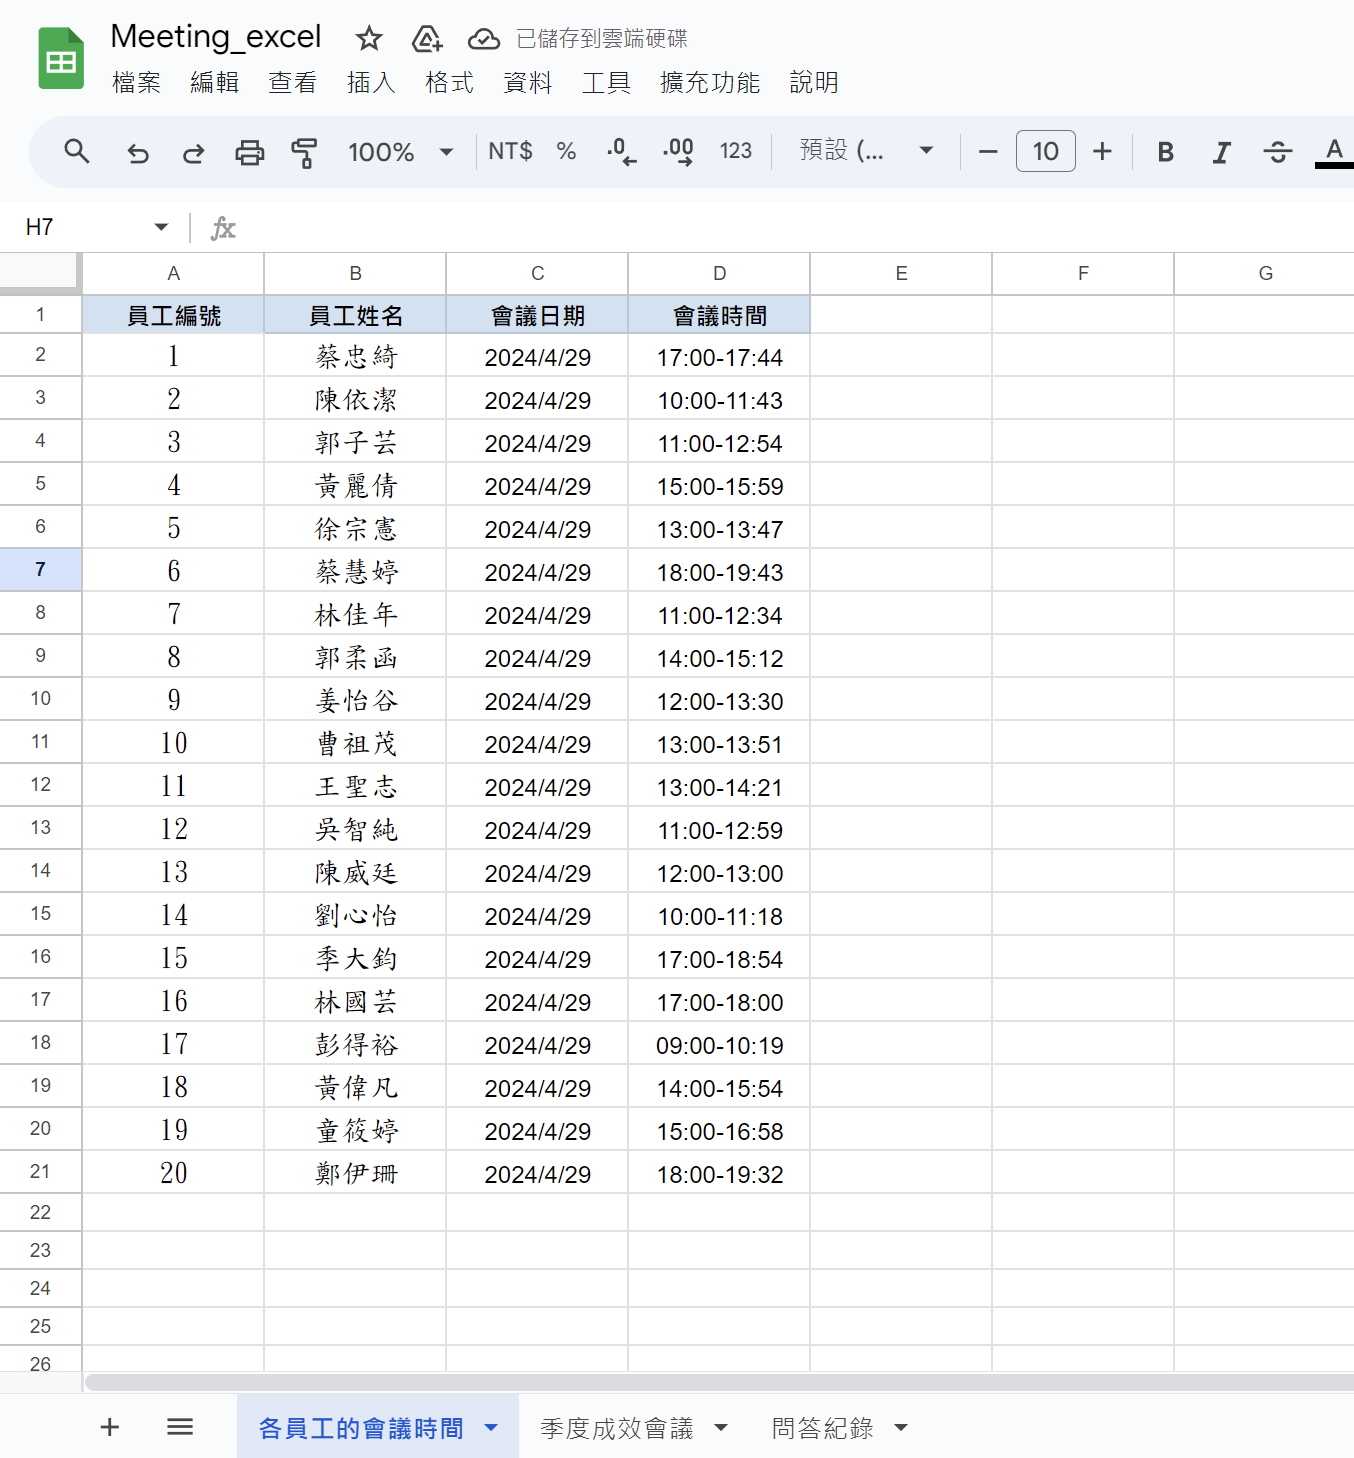 Meeting_excel 已儲存到雲端硬碟
檔案 編輯 查看 插入 格式 資料 工具 擴充功能 說明
100% NT$ % .0 .00 123 預設 (... 10 B I S A
H7 fx
A B C D E F G
1 員工編號 員工姓名 會議日期 會議時間
2 1 蔡忠綺 2024/4/29 17:00-17:44
3 2 陳依潔 2024/4/29 10:00-11:43
4 3 郭子芸 2024/4/29 11:00-12:54
5 4 黃麗倩 2024/4/29 15:00-15:59
6 5 徐宗憲 2024/4/29 13:00-13:47
7 6 蔡慧婷 2024/4/29 18:00-19:43
8 7 林佳年 2024/4/29 11:00-12:34
9 8 郭柔函 2024/4/29 14:00-15:12
10 9 姜怡谷 2024/4/29 12:00-13:30
11 10 曹祖茂 2024/4/29 13:00-13:51
12 11 王聖志 2024/4/29 13:00-14:21
13 12 吳智純 2024/4/29 11:00-12:59
14 13 陳威廷 2024/4/29 12:00-13:00
15 14 劉心怡 2024/4/29 10:00-11:18
16 15 季大鈞 2024/4/29 17:00-18:54
17 16 林國芸 2024/4/29 17:00-18:00
18 17 彭得裕 2024/4/29 09:00-10:19
19 18 黃偉凡 2024/4/29 14:00-15:54
20 19 童筱婷 2024/4/29 15:00-16:58
21 20 鄭伊珊 2024/4/29 18:00-19:32
22
23
24
25
26
各員工的會議時間 季度成效會議 問答紀錄